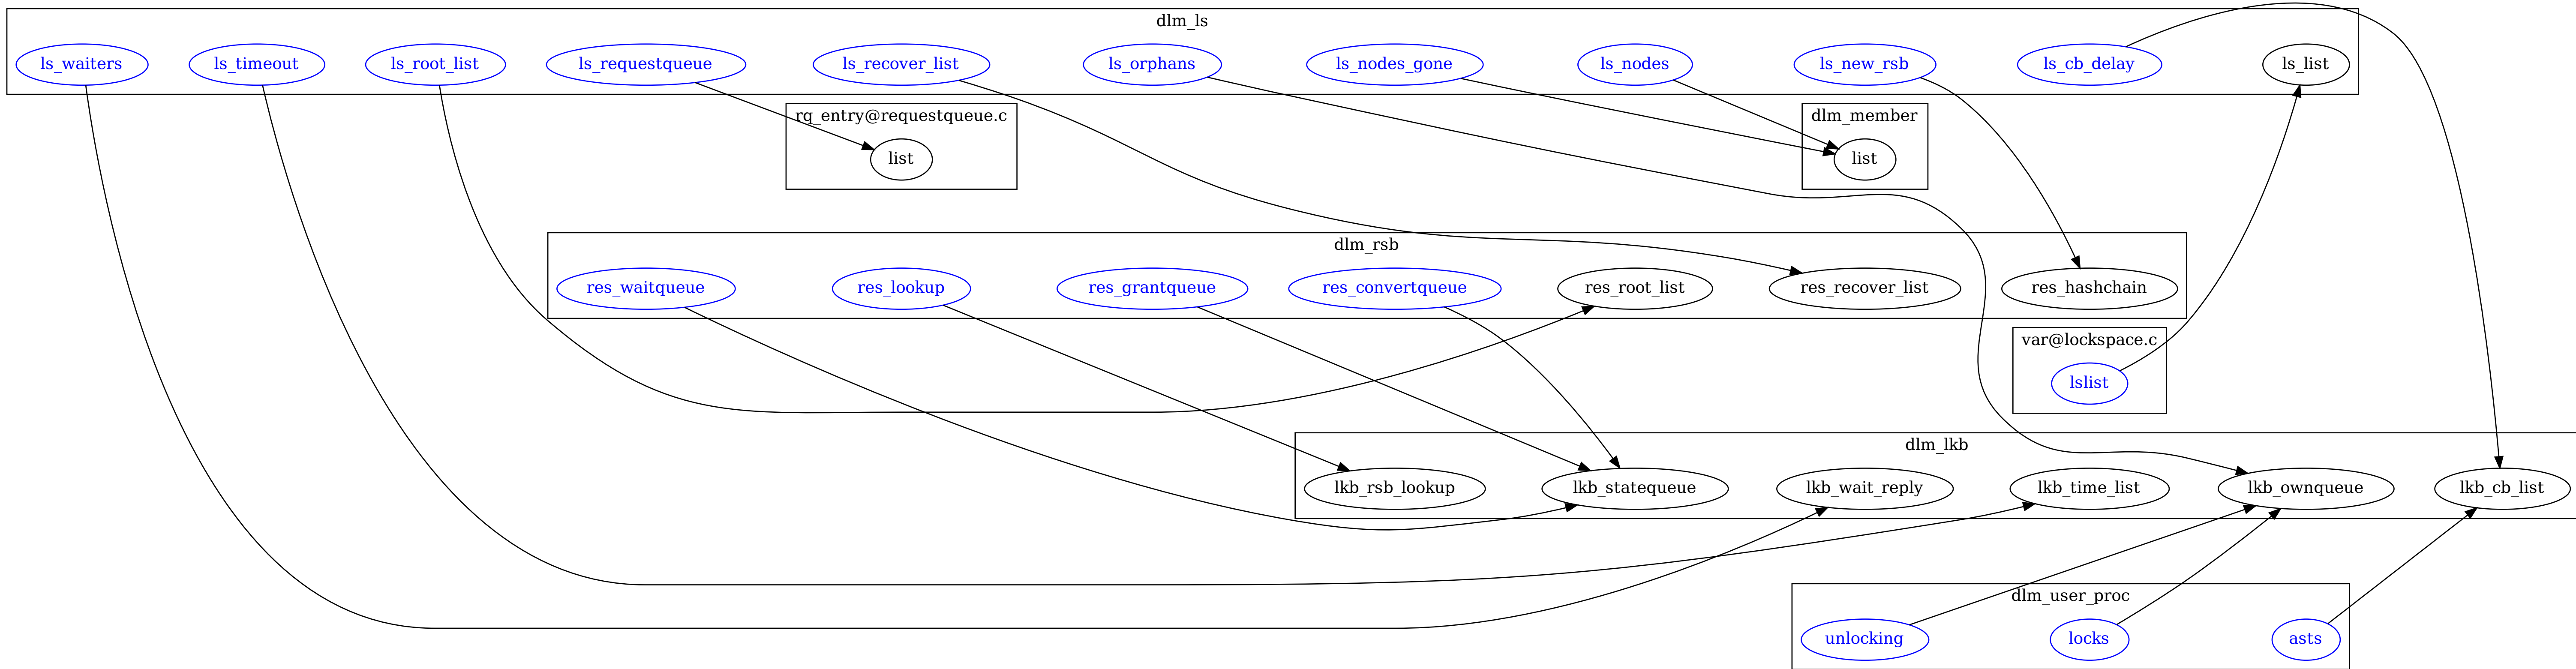 dlm_ls
ls_waiters
ls_timeout
ls_root_list
ls_requestqueue
ls_recover_list
ls_orphans
ls_nodes_gone
ls_nodes
ls_new_rsb
ls_cb_delay
ls_list
rq_entry@requestqueue.c
list
dlm_member
list
dlm_rsb
res_waitqueue
res_lookup
res_grantqueue
res_convertqueue
res_root_list
res_recover_list
res_hashchain
var@lockspace.c
lslist
dlm_lkb
lkb_rsb_lookup
lkb_statequeue
lkb_wait_reply
lkb_time_list
lkb_ownqueue
lkb_cb_list
dlm_user_proc
unlocking
locks
asts